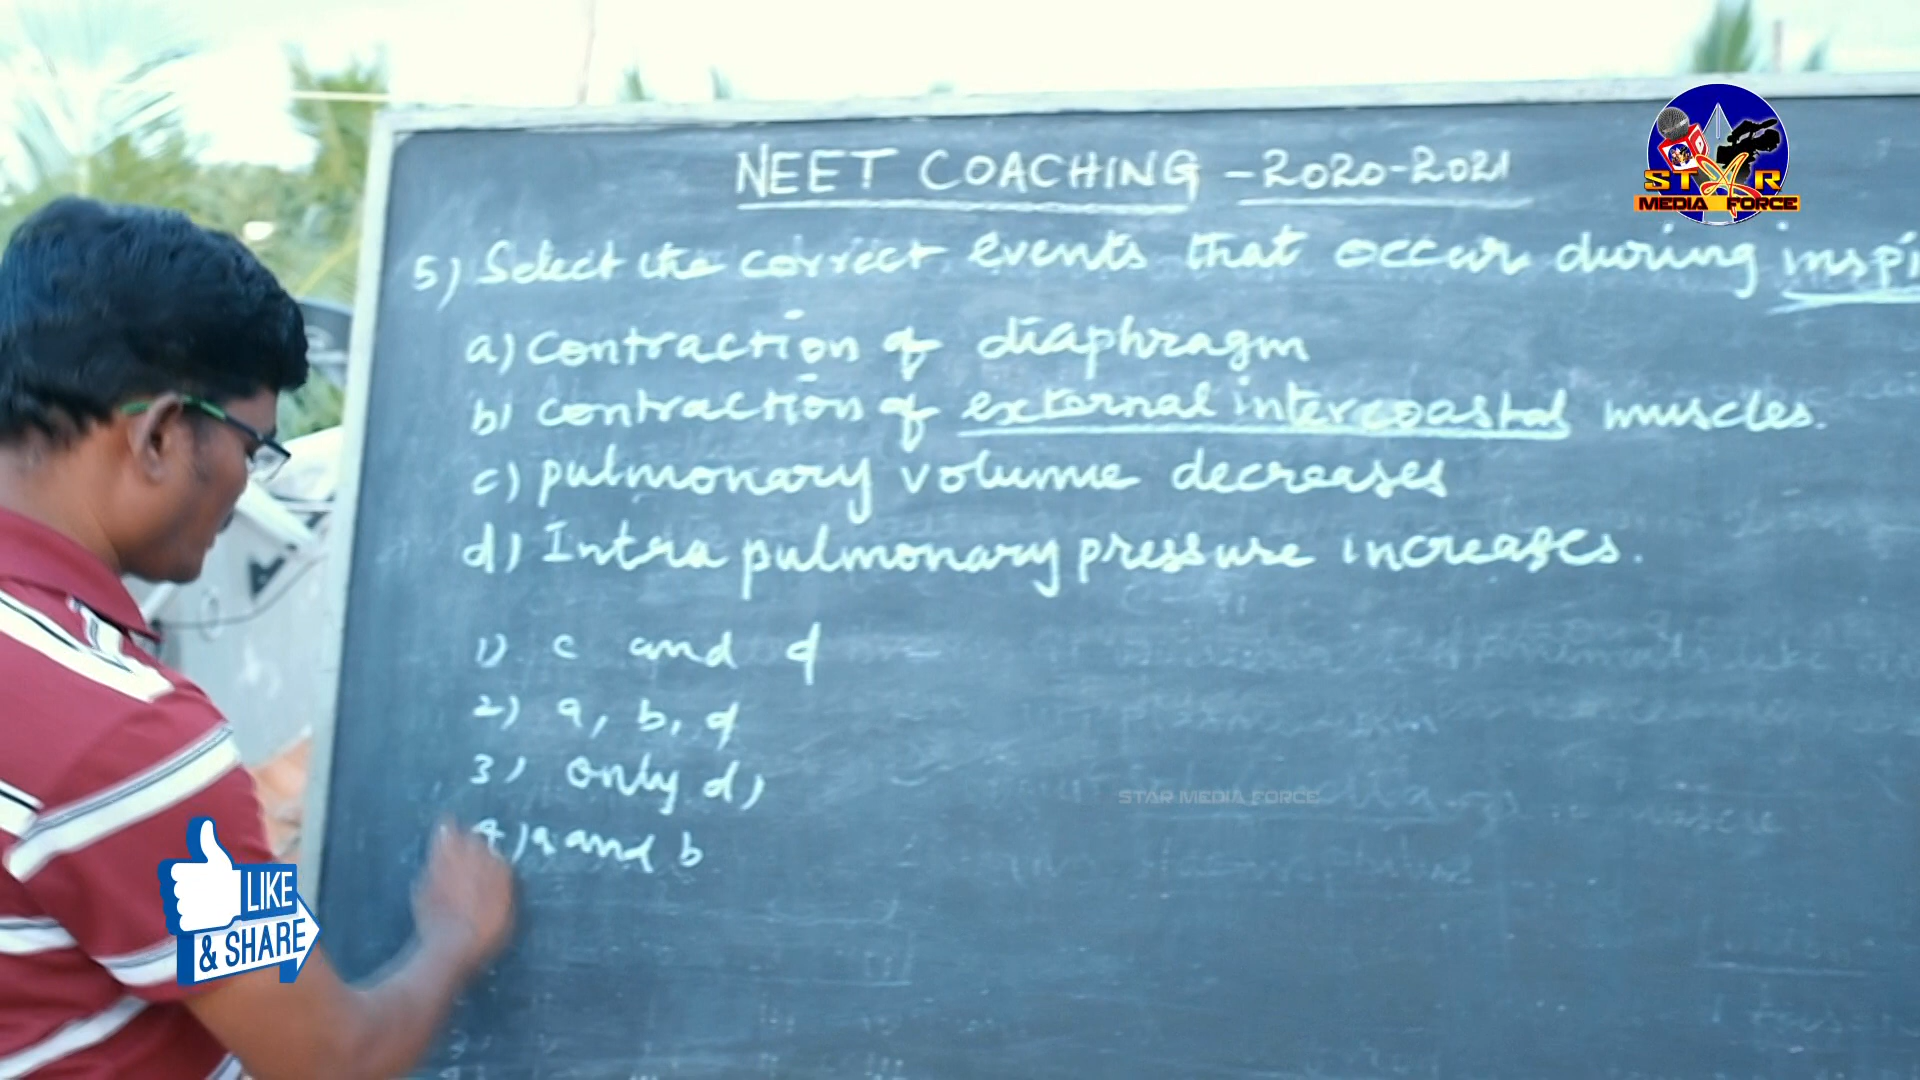 NEET COACHING - 2020-2021
5) Select the correct events that occur during inspi
a) contraction of diaphragm
b) contraction of external intercoastal muscles.
c) pulmonary volume decreases
d) Intra pulmonary pressure increases.
1) c and d
2) a, b, d
3) only d)
4) a and b
STAR
MEDIA FORCE
STAR MEDIA FORCE
LIKE
& SHARE